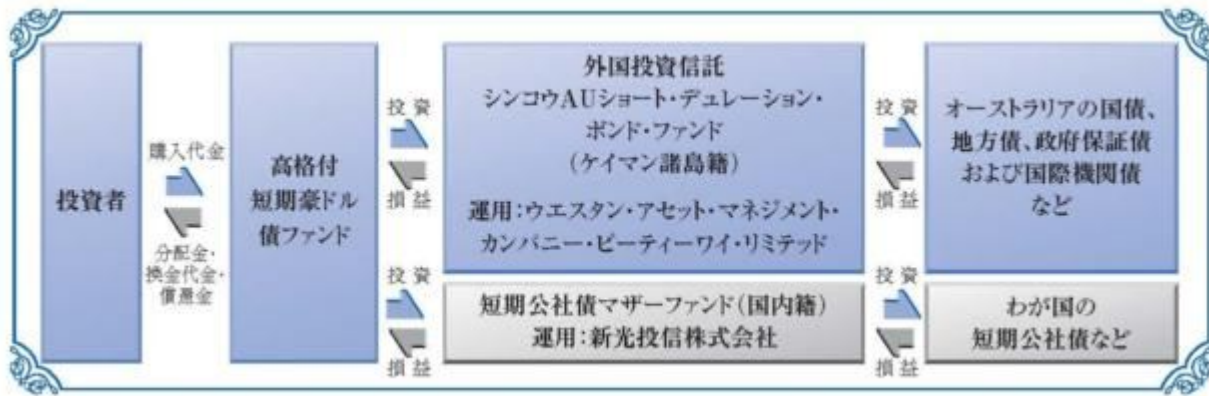 投資者
購入代金
分配金・
換金代金・
償還金
高格付
短期豪ドル
債ファンド
投資
損益
投資
損益
外国投資信託
シンコウAUショート・デュレーション・
ボンド・ファンド
(ケイマン諸島籍)
運用:ウエスタン・アセット・マネジメント・
カンパニー・ピーティーワイ・リミテッド
短期公社債マザーファンド(国内籍)
運用:新光投信株式会社
投資
損益
投資
損益
オーストラリアの国債、
地方債、政府保証債
および国際機関債
など
わが国の
短期公社債など